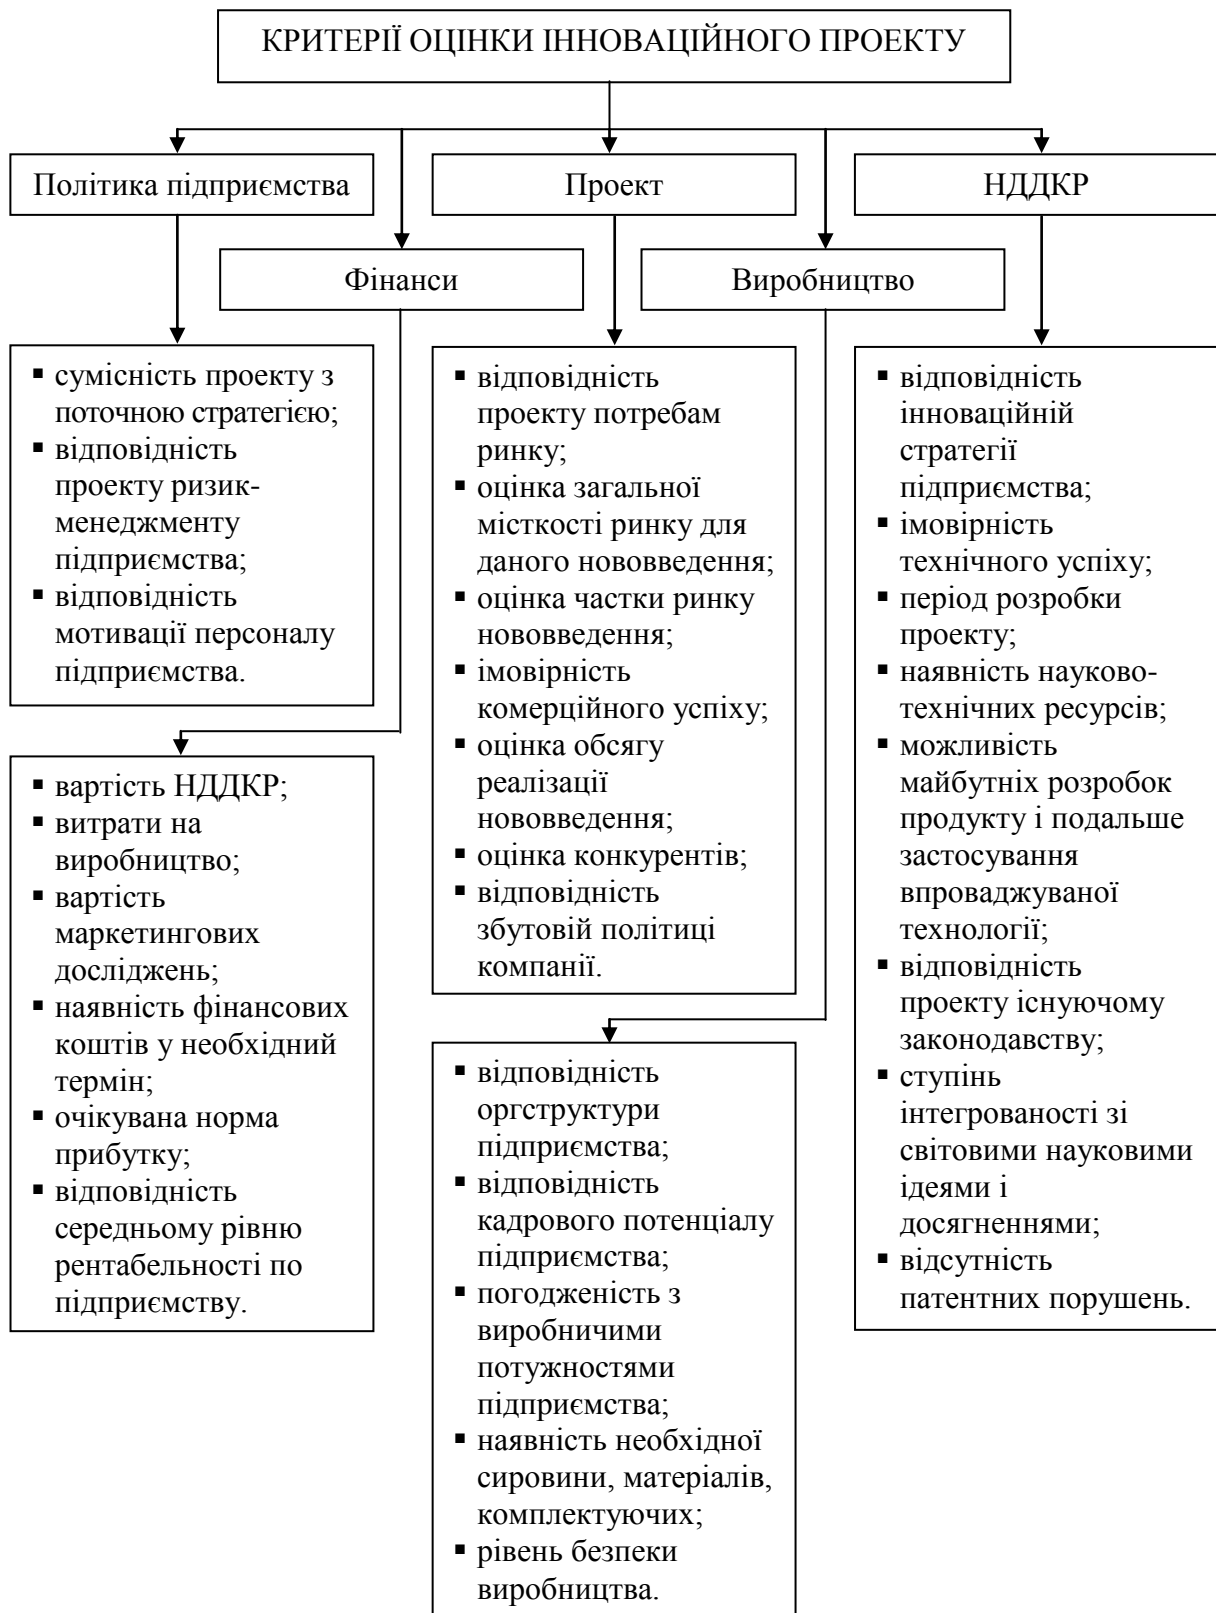 КРИТЕРІЇ ОЦІНКИ ІННОВАЦІЙНОГО ПРОЕКТУ
Політика підприємства
Проект
НДДКР
Фінанси
Виробництво
▪ сумісність проекту з
поточною стратегією;
▪ відповідність
проекту ризик-
менеджменту
підприємства;
▪ відповідність
мотивації персоналу
підприємства.
▪ вартість НДДКР;
▪ витрати на
виробництво;
▪ вартість
маркетингових
досліджень;
▪ наявність фінансових
коштів у необхідний
термін;
▪ очікувана норма
прибутку;
▪ відповідність
середньому рівню
рентабельності по
підприємству.
▪ відповідність
проекту потребам
ринку;
▪ оцінка загальної
місткості ринку для
даного нововведення;
▪ оцінка частки ринку
нововведення;
▪ імовірність
комерційного успіху;
▪ оцінка обсягу
реалізації
нововведення;
▪ оцінка конкурентів;
▪ відповідність
збутовій політиці
компанії.
▪ відповідність
оргструктури
підприємства;
▪ відповідність
кадрового потенціалу
підприємства;
▪ погодженість з
виробничими
потужностями
підприємства;
▪ наявність необхідної
сировини, матеріалів,
комплектуючих;
▪ рівень безпеки
виробництва.
▪ відповідність
інноваційній
стратегії
підприємства;
▪ імовірність
технічного успіху;
▪ період розробки
проекту;
▪ наявність науково-
технічних ресурсів;
▪ можливість
майбутніх розробок
продукту і подальше
застосування
впроваджуваної
технології;
▪ відповідність
проекту існуючому
законодавству;
▪ ступінь
інтегрованості зі
світовими науковими
ідеями і
досягненнями;
▪ відсутність
патентних порушень.